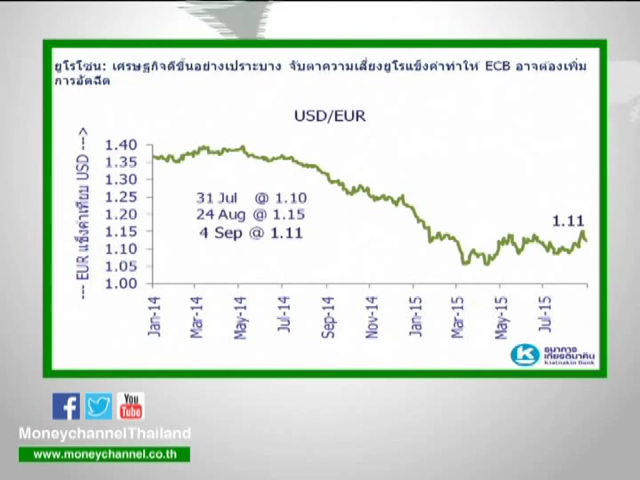 ยูโรโซน: เศรษฐกิจดีขึ้นอย่างเปราะบาง จับตาความเสี่ยงยูโรแข็งค่าทำให้ ECB อาจต้องเพิ่ม
การอัดฉีด
USD/EUR
--- EUR แข็งค่าเทียบ USD --->
1.40
1.35
1.30
1.25
1.20
1.15
1.10
1.05
1.00
31 Jul @ 1.10
24 Aug @ 1.15
4 Sep @ 1.11
1.11
Jan-14
Mar-14
May-14
Jul-14
Sep-14
Nov-14
Jan-15
Mar-15
May-15
Jul-15
K
ธนาคาร
เกียรตินาคิน
Kiatnakin Bank
f
You
Tube
MoneychannelThailand
www.moneychannel.co.th